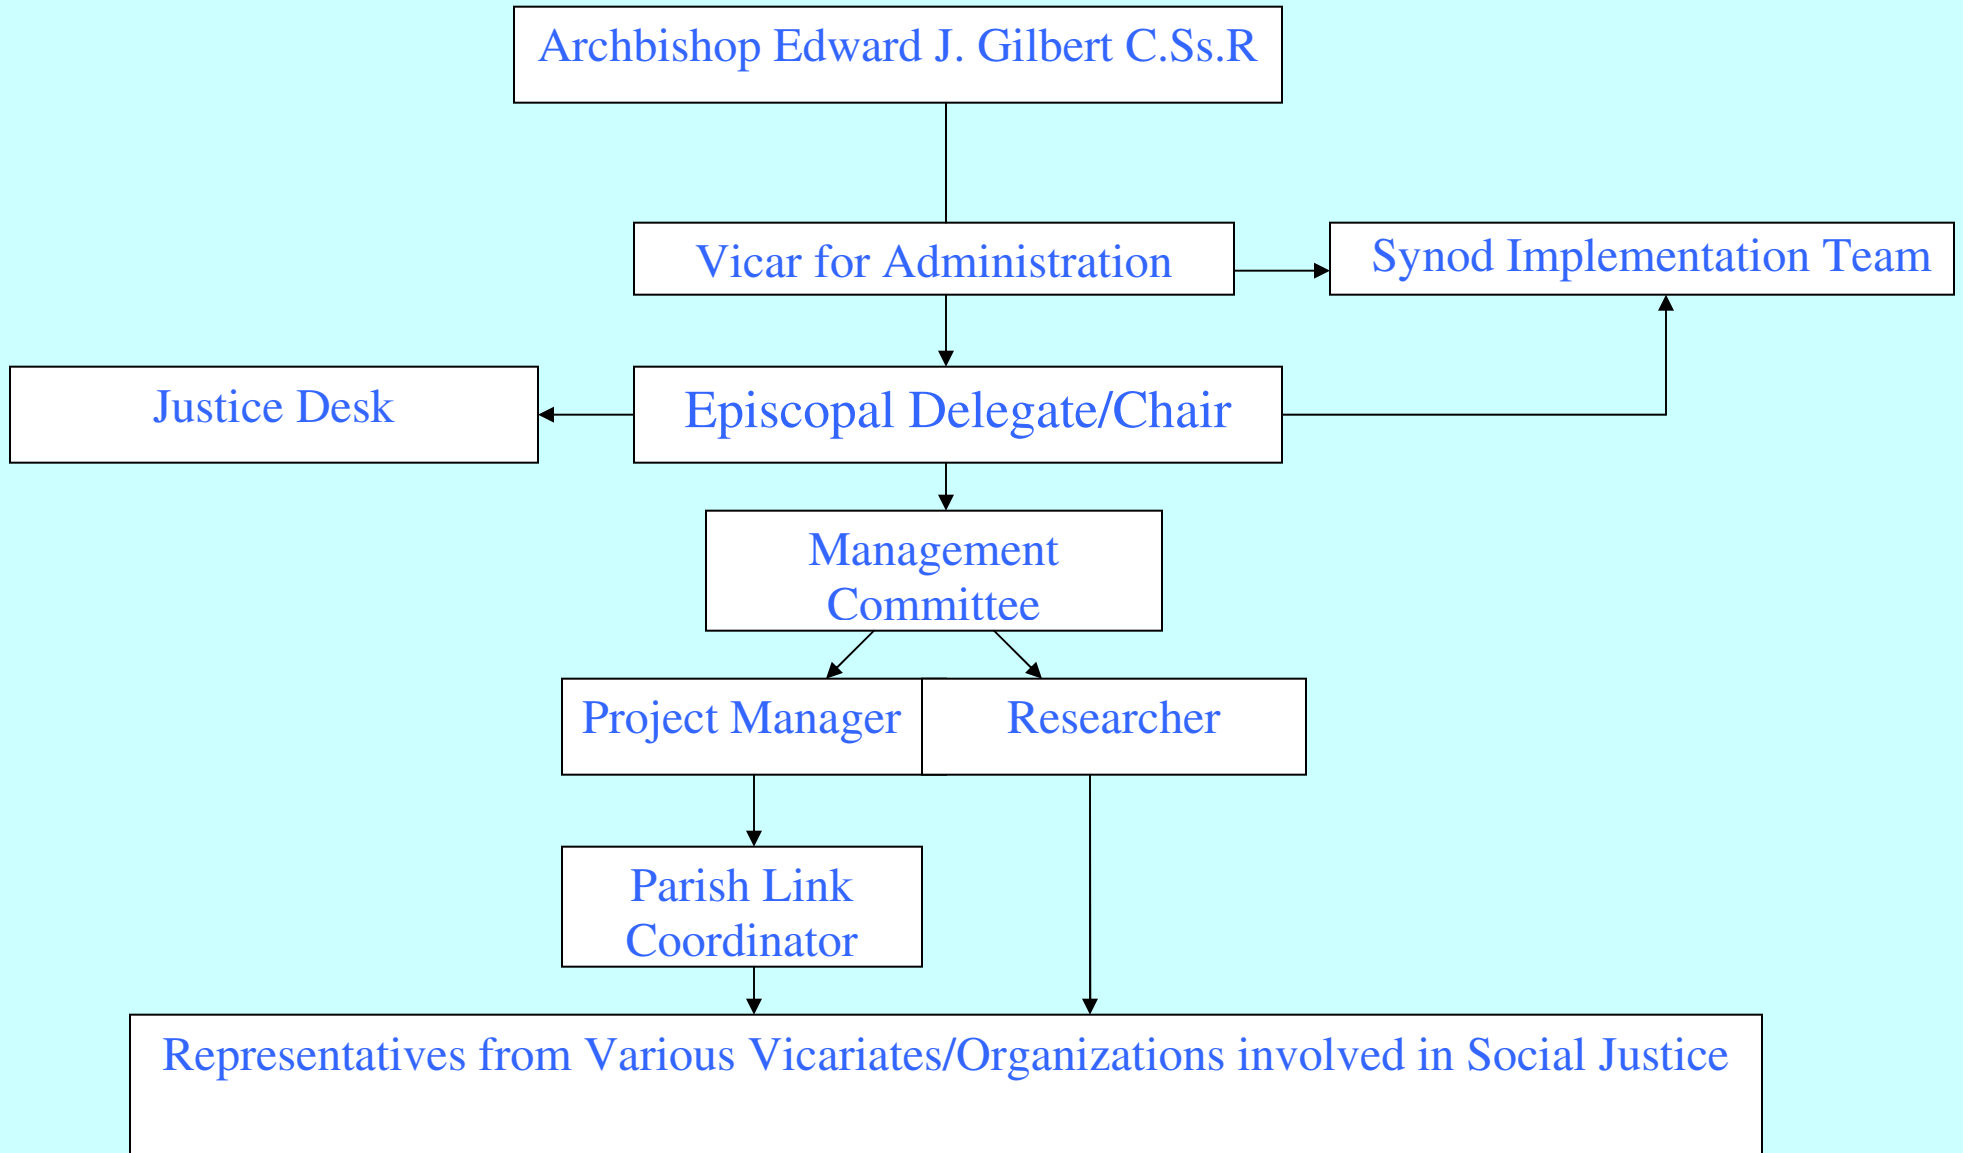 Archbishop Edward J. Gilbert C.Ss.R
Vicar for Administration
Synod Implementation Team
Justice Desk
Episcopal Delegate/Chair
Management
Committee
Project Manager
Researcher
Parish Link
Coordinator
Representatives from Various Vicariates/Organizations involved in Social Justice